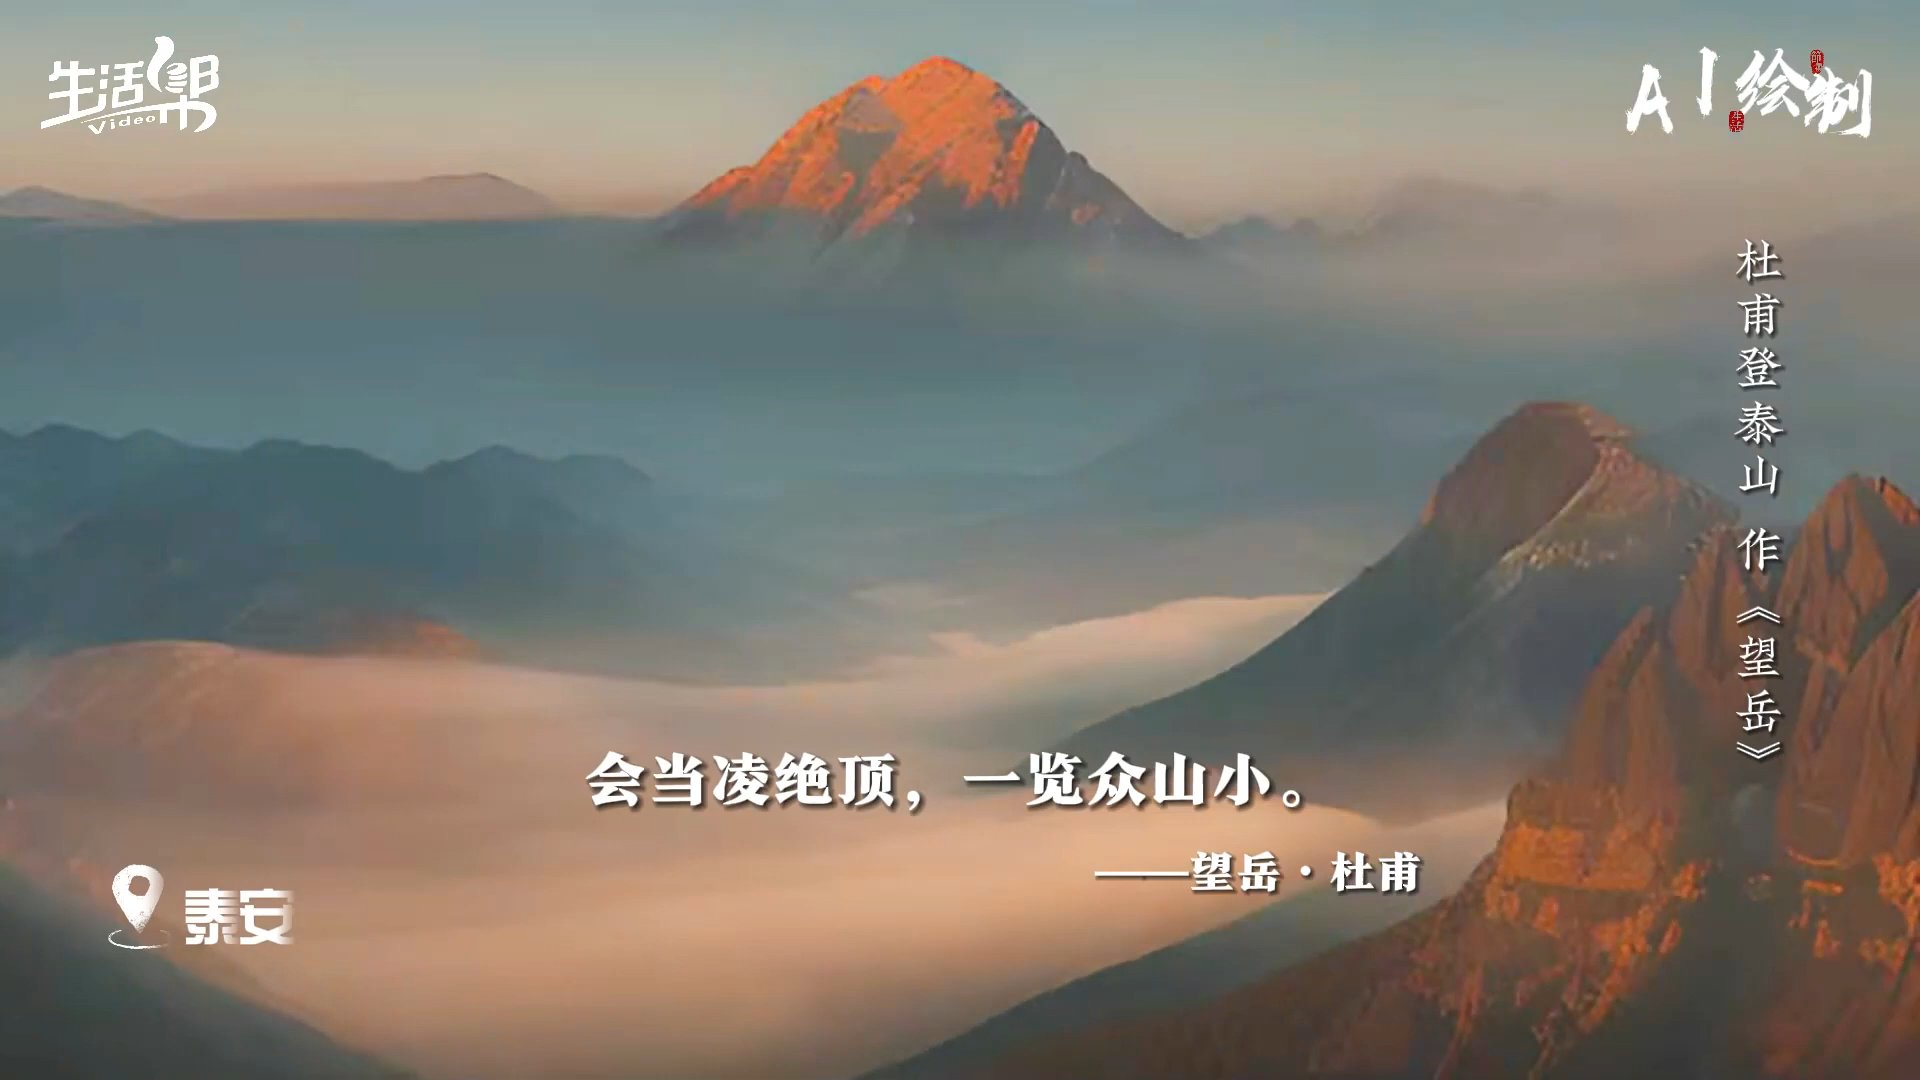 生活帮
Video
AI绘制
杜甫登泰山 作《望岳》
会当凌绝顶，一览众山小。
——望岳·杜甫
泰安